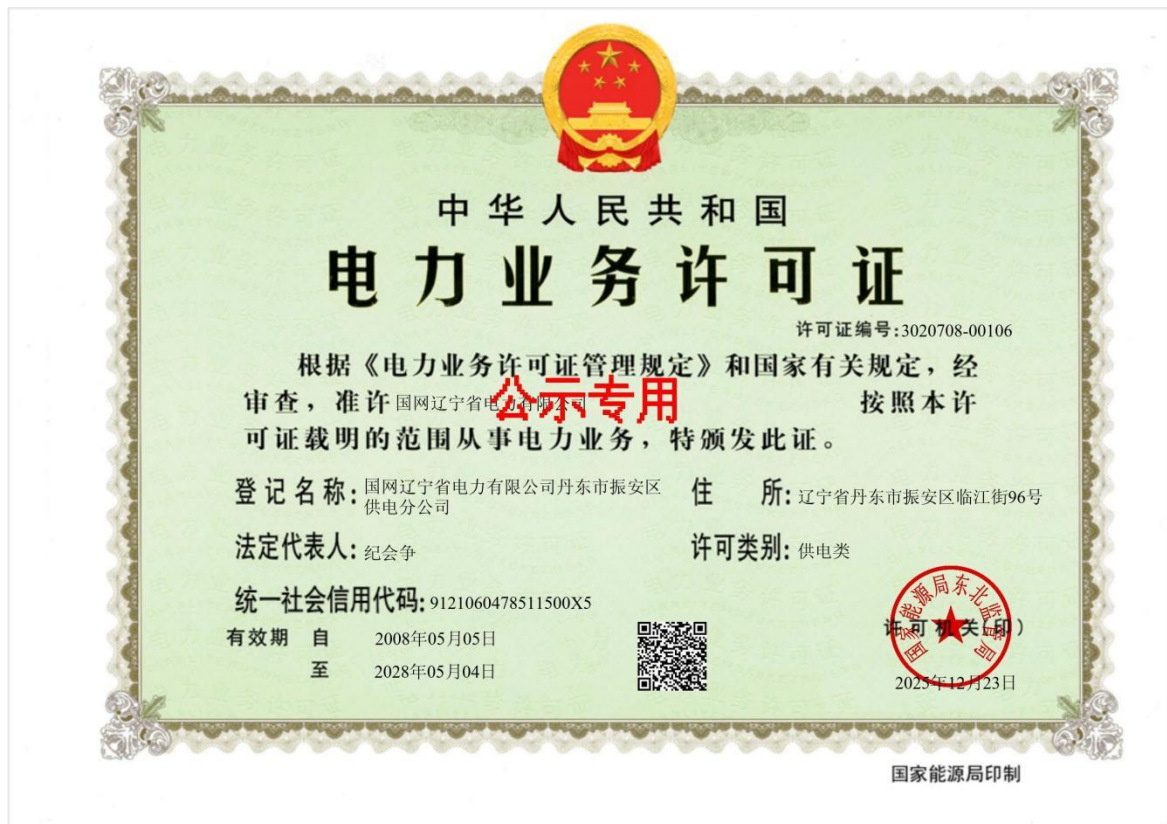 中华人民共和国
电力业务许可证
许可证编号:3020708-00106
根据《电力业务许可证管理规定》和国家有关规定，经
审查，准许 国网辽宁省电力有限公司 按照本许
公示专用
可证载明的范围从事电力业务，特颁发此证。
登记名称: 国网辽宁省电力有限公司丹东市振安区
供电分公司
住 所: 辽宁省丹东市振安区临江街96号
法定代表人: 纪会争
许可类别: 供电类
统一社会信用代码: 9121060478511500X5
有效期 自 2008年05月05日
至 2028年05月04日
国家能源局东北监管局
许可机关(印)
2025年12月23日
国家能源局印制